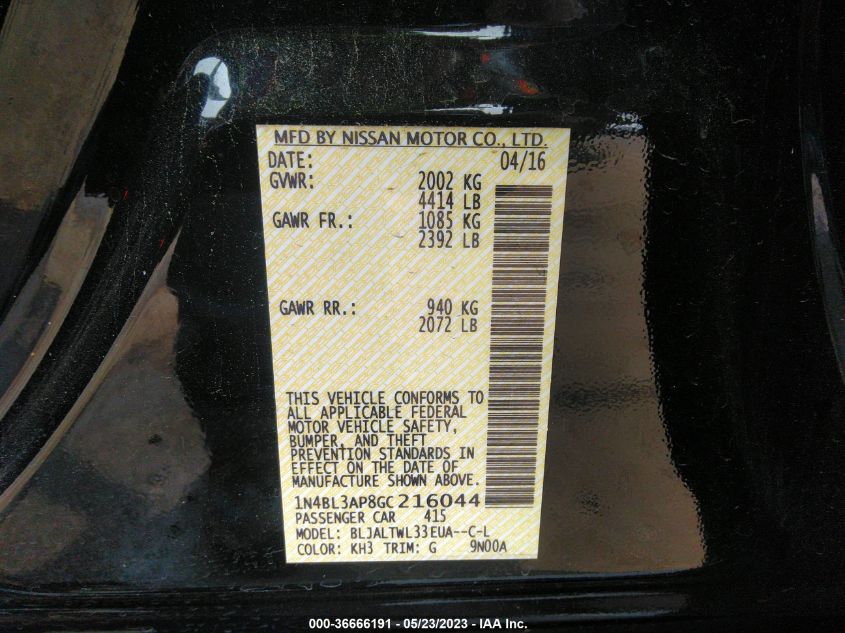 MFD BY NISSAN MOTOR CO., LTD.
DATE: 04/16
GVWR: 2002 KG
4414 LB
GAWR FR.: 1085 KG
2392 LB
GAWR RR.: 940 KG
2072 LB
THIS VEHICLE CONFORMS TO
ALL APPLICABLE FEDERAL
MOTOR VEHICLE SAFETY,
BUMPER, AND THEFT
PREVENTION STANDARDS IN
EFFECT ON THE DATE OF
MANUFACTURE SHOWN ABOVE.
1N4BL3AP8GC216044
PASSENGER CAR 415
MODEL: BLJALTWL33EUA--C-L
COLOR: KH3 TRIM: G 9N00A
000-36666191 - 05/23/2023 - IAA Inc.